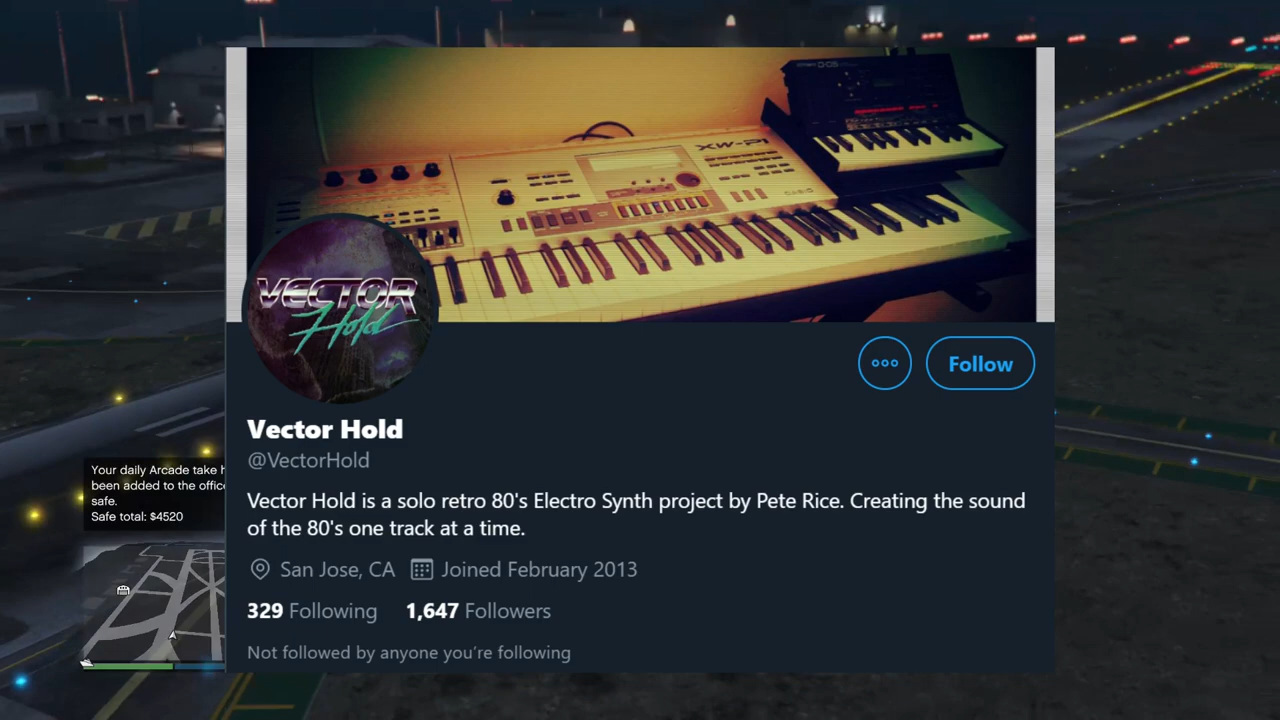 XW-P1
CASIO
VECTOR
Hold
Follow
Vector Hold
@VectorHold
Your daily Arcade take h
been added to the office
safe.
Safe total: $4520
Vector Hold is a solo retro 80's Electro Synth project by Pete Rice. Creating the sound
of the 80's one track at a time.
San Jose, CA Joined February 2013
329 Following 1,647 Followers
Not followed by anyone you're following